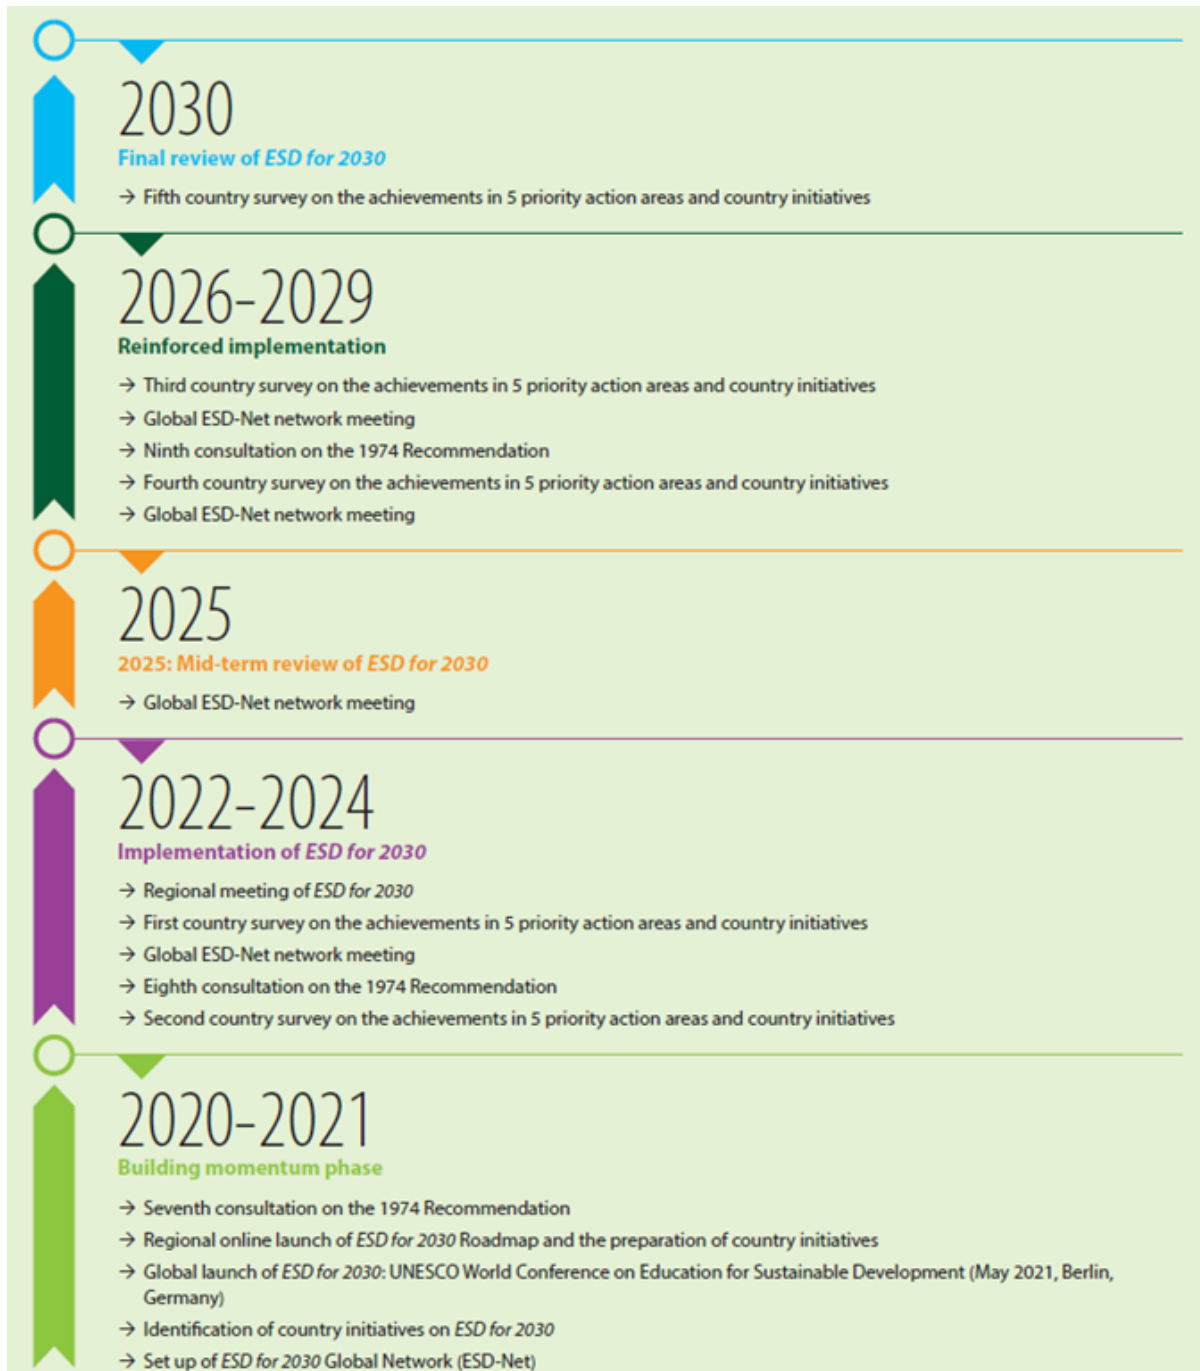 2030
Final review of ESD for 2030
→ Fifth country survey on the achievements in 5 priority action areas and country initiatives
2026–2029
Reinforced implementation
→ Third country survey on the achievements in 5 priority action areas and country initiatives
→ Global ESD-Net network meeting
→ Ninth consultation on the 1974 Recommendation
→ Fourth country survey on the achievements in 5 priority action areas and country initiatives
→ Global ESD-Net network meeting
2025
2025: Mid-term review of ESD for 2030
→ Global ESD-Net network meeting
2022–2024
Implementation of ESD for 2030
→ Regional meeting of ESD for 2030
→ First country survey on the achievements in 5 priority action areas and country initiatives
→ Global ESD-Net network meeting
→ Eighth consultation on the 1974 Recommendation
→ Second country survey on the achievements in 5 priority action areas and country initiatives
2020–2021
Building momentum phase
→ Seventh consultation on the 1974 Recommendation
→ Regional online launch of ESD for 2030 Roadmap and the preparation of country initiatives
→ Global launch of ESD for 2030: UNESCO World Conference on Education for Sustainable Development (May 2021, Berlin,
Germany)
→ Identification of country initiatives on ESD for 2030
→ Set up of ESD for 2030 Global Network (ESD-Net)